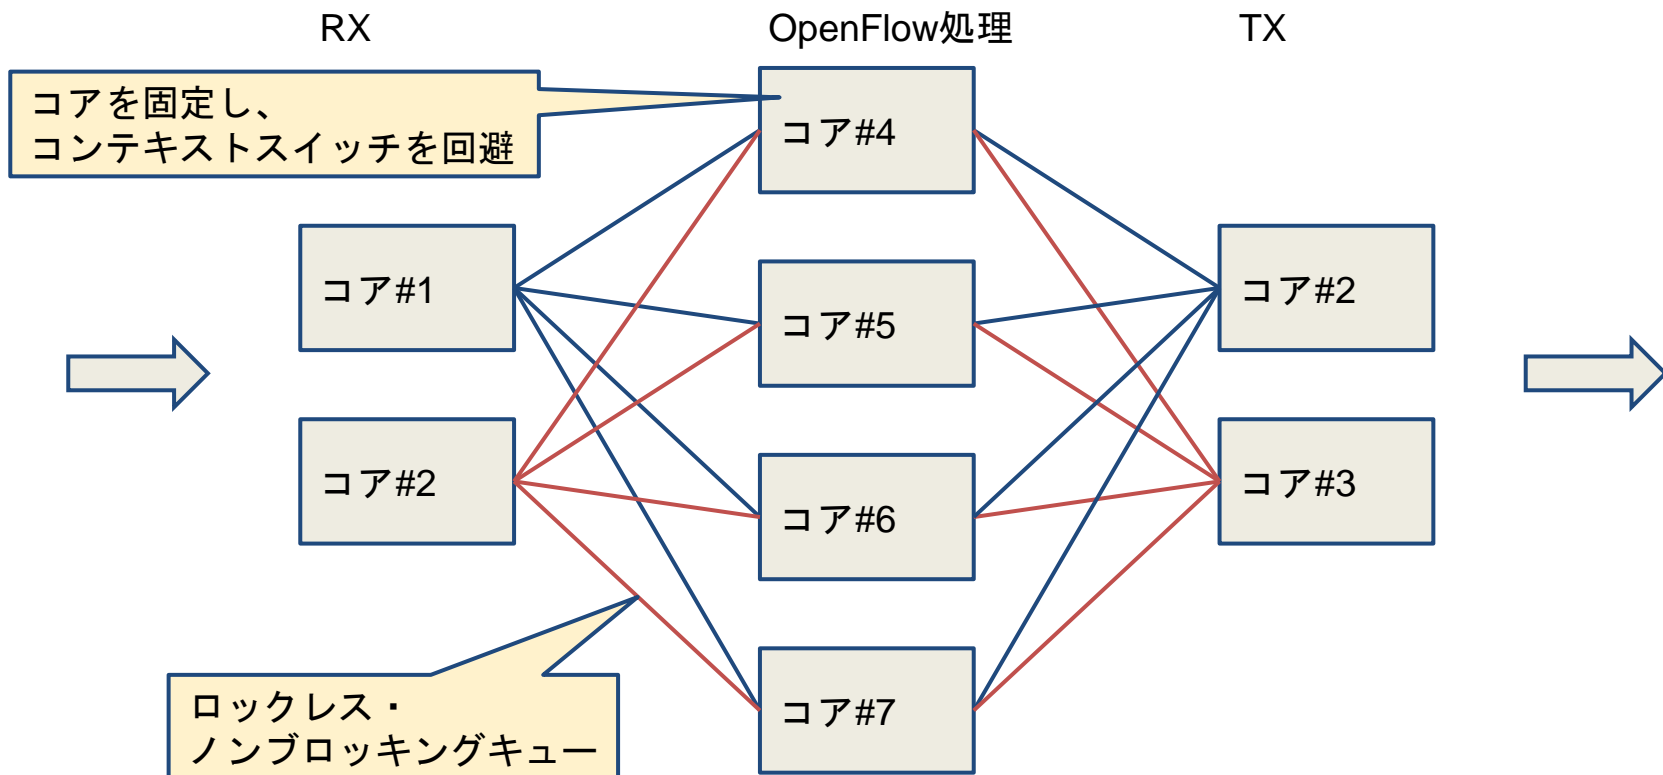 RX
OpenFlow処理
TX
コアを固定し、
コンテキストスイッチを回避
コア#4
コア#1
コア#2
コア#5
コア#2
コア#3
コア#6
ロックレス・
ノンブロッキングキュー
コア#7